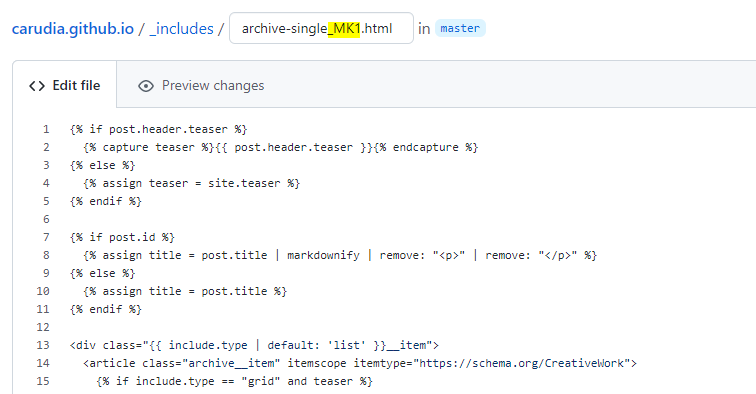 carudia.github.io / _includes / archive-single_MK1.html in master
Edit file Preview changes
1 {% if post.header.teaser %}
2 {% capture teaser %}{{ post.header.teaser }}{% endcapture %}
3 {% else %}
4 {% assign teaser = site.teaser %}
5 {% endif %}
6
7 {% if post.id %}
8 {% assign title = post.title | markdownify | remove: "<p>" | remove: "</p>" %}
9 {% else %}
10 {% assign title = post.title %}
11 {% endif %}
12
13 <div class="{{ include.type | default: 'list' }}__item">
14 <article class="archive__item" itemscope itemtype="https://schema.org/CreativeWork">
15 {% if include.type == "grid" and teaser %}